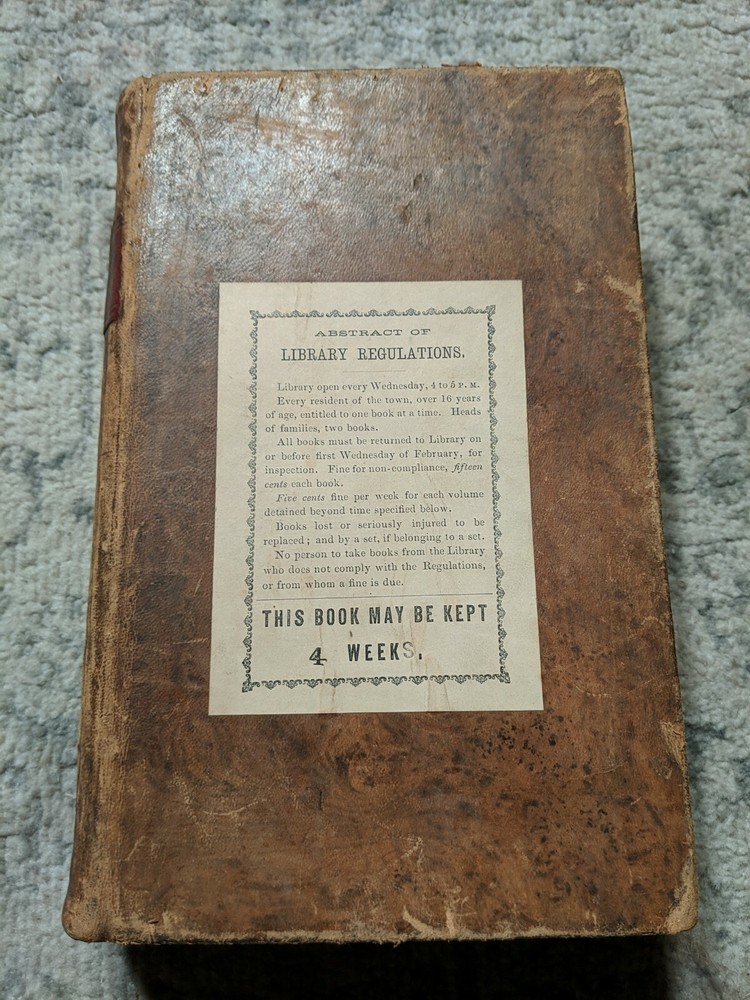 ABSTRACT OF
LIBRARY REGULATIONS.
Library open every Wednesday, 4 to 5 P. M.
Every resident of the town, over 16 years
of age, entitled to one book at a time. Heads
of families, two books.
All books must be returned to Library on
or before first Wednesday of February, for
inspection. Fine for non-compliance, fifteen
cents each book.
Five cents fine per week for each volume
detained beyond time specified below.
Books lost or seriously injured to be
replaced; and by a set, if belonging to a set.
No person to take books from the Library
who does not comply with the Regulations,
or from whom a fine is due.
THIS BOOK MAY BE KEPT
4 WEEKS.